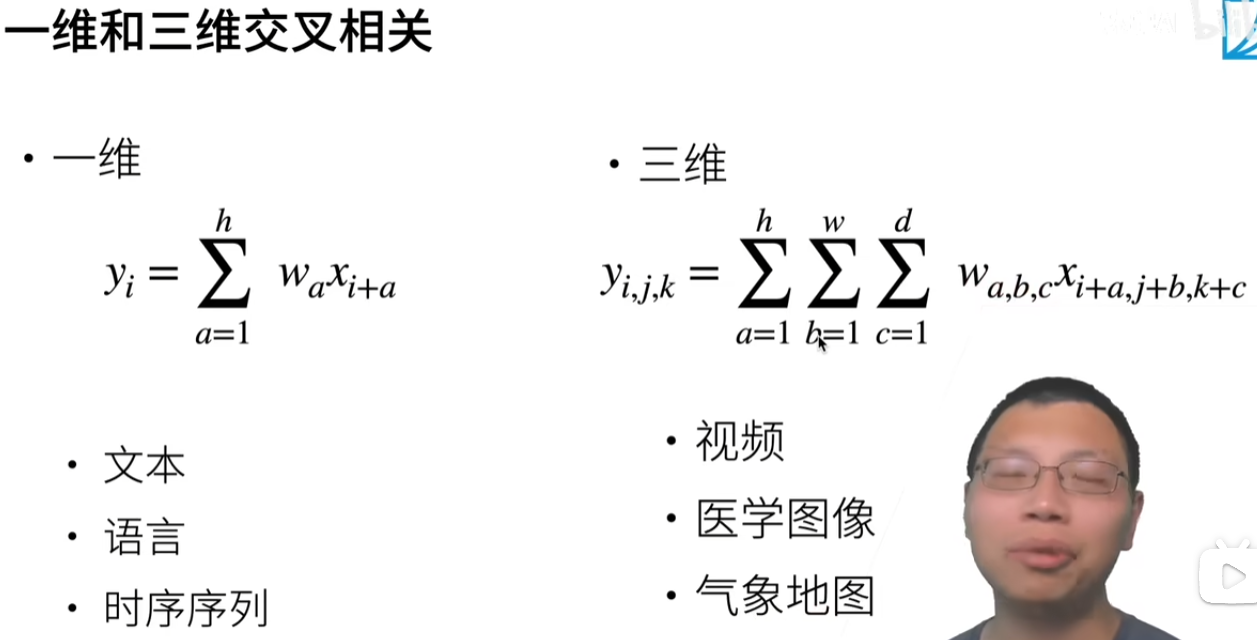 一维和三维交叉相关
• 一维
y_i = \sum_{a=1}^{h} w_a x_{i+a}
• 文本
• 语言
• 时序序列
• 三维
y_{i,j,k} = \sum_{a=1}^{h} \sum_{b=1}^{w} \sum_{c=1}^{d} w_{a,b,c} x_{i+a,j+b,k+c}
• 视频
• 医学图像
• 气象地图